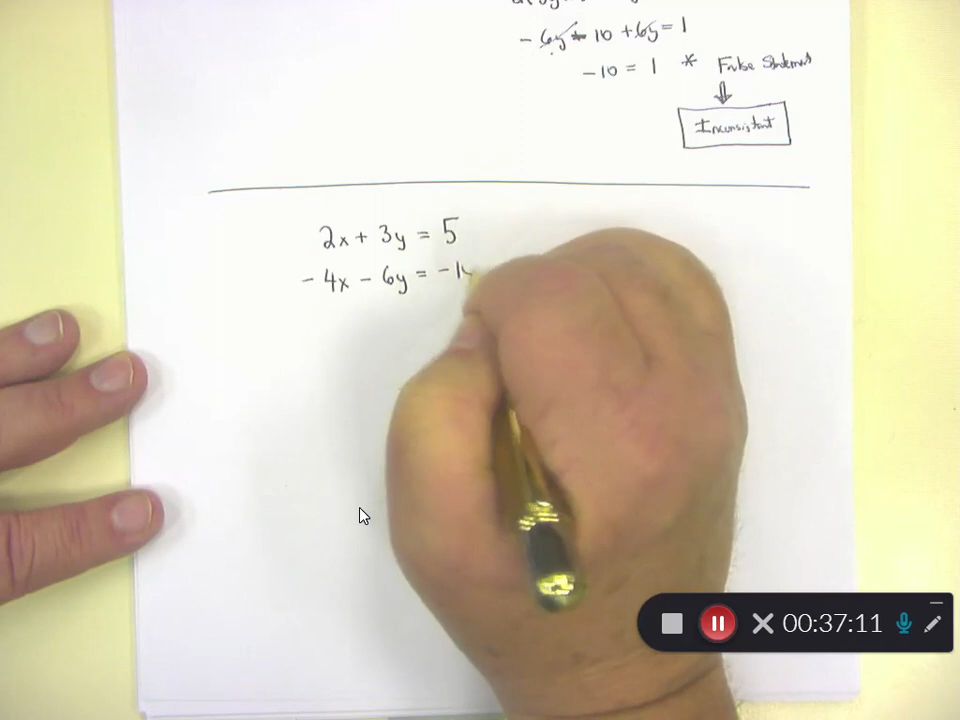 - 6y - 10 + 6y = 1
-10 = 1 * False Statement
Inconsistent
2x + 3y = 5
- 4x - 6y = -1
00:37:11